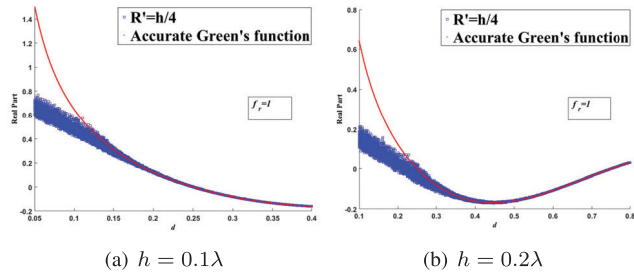 R'=h/4
Accurate Green's function
f_r=1
Real Part
1.4
1.2
1
0.8
0.6
0.4
0.2
0
-0.2
0.05 0.1 0.15 0.2 0.25 0.3 0.35 0.4
d
(a) h = 0.1λ
R'=h/4
Accurate Green's function
f_r=1
Real Part
0.8
0.6
0.4
0.2
0
-0.2
0.1 0.2 0.3 0.4 0.5 0.6 0.7 0.8
d
(b) h = 0.2λ